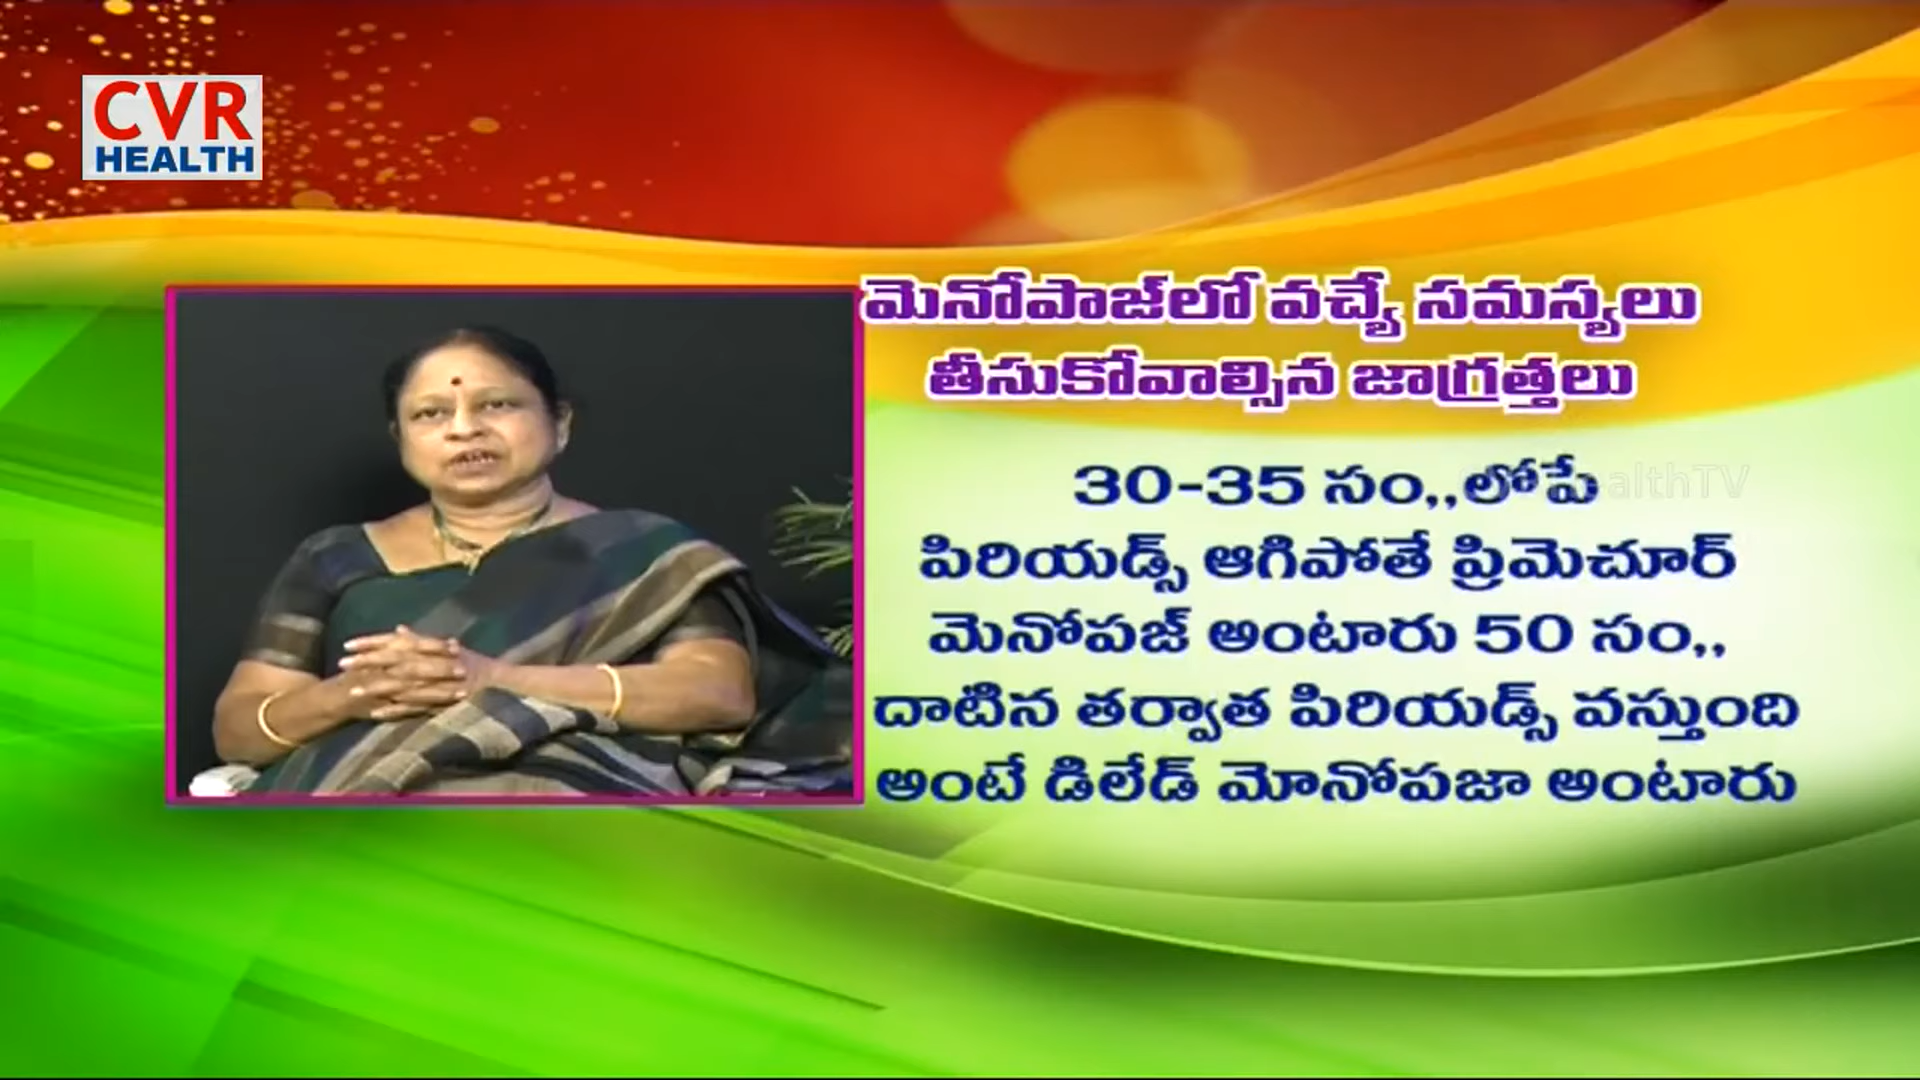 CVR
HEALTH
మెనోపాజ్‌లో వచ్చే సమస్యలు
తీసుకోవాల్సిన జాగ్రత్తలు
30-35 సం,,లోపే
పిరియడ్స్ ఆగిపోతే ప్రిమెచూర్
మెనోపజ్ అంటారు 50 సం,,
దాటిన తర్వాత పిరియడ్స్ వస్తుంది
అంటే డిలేడ్ మోనోపజా అంటారు